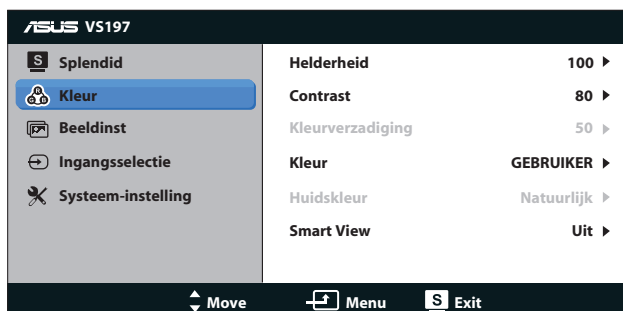 ASUS VS197
S Splendid
Kleur
Beeldinst
Ingangsselectie
Systeem-instelling
Helderheid 100
Contrast 80
Kleurverzadiging 50
Kleur GEBRUIKER
Huidskleur Natuurlijk
Smart View Uit
Move Menu S Exit